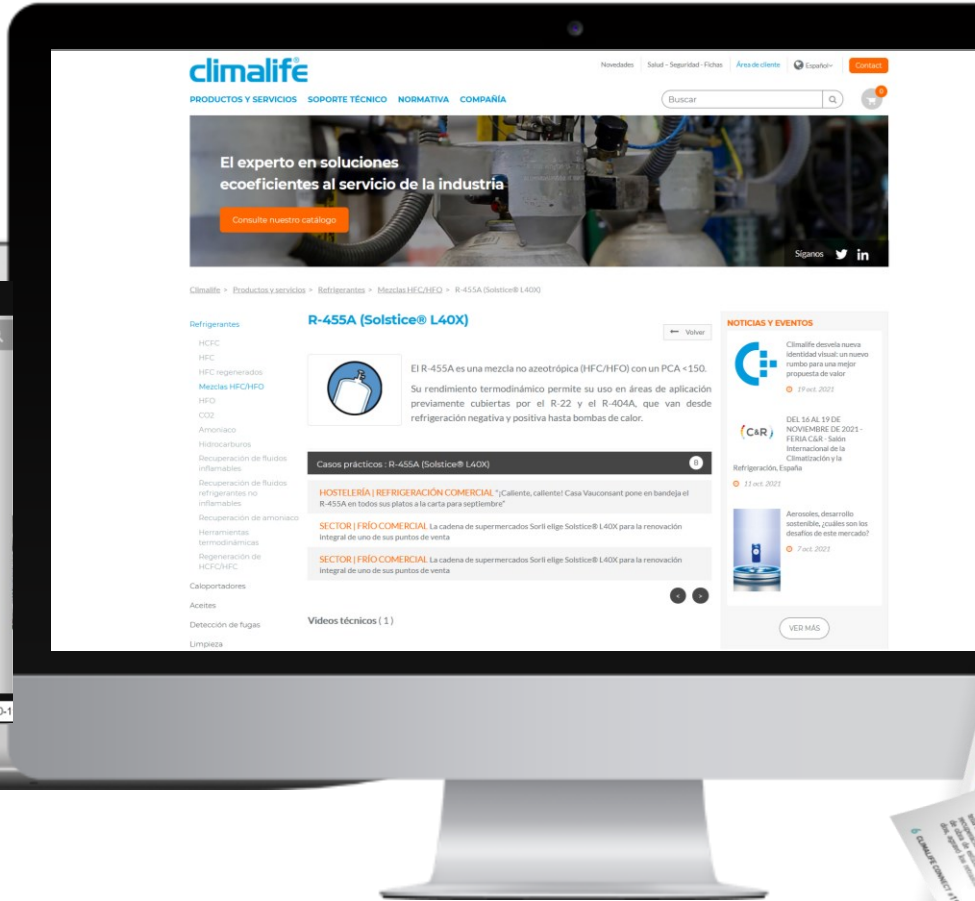 climalife
Novedades Salud - Seguridad - Fichas Área de cliente Español Contact
PRODUCTOS Y SERVICIOS SOPORTE TÉCNICO NORMATIVA COMPAÑÍA
Buscar
0
El experto en soluciones
ecoeficientes al servicio de la industria
Consulte nuestro catálogo
Síganos in
Climalife > Productos y servicios > Refrigerantes > Mezclas HFC/HFO > R-455A (Solstice® L40X)
Refrigerantes
HCFC
HFC
HFC regenerados
Mezclas HFC/HFO
HFO
CO2
Amoniaco
Hidrocarburos
Recuperación de fluidos
inflamables
Recuperación de fluidos
refrigerantes no
inflamables
Recuperación de amoniaco
Herramientas
termodinámicas
Regeneración de
HCFC/HFC
Caloportadores
Aceites
Detección de fugas
Limpieza
R-455A (Solstice® L40X)
← Volver
El R-455A es una mezcla no azeotrópica (HFC/HFO) con un PCA <150.
Su rendimiento termodinámico permite su uso en áreas de aplicación
previamente cubiertas por el R-22 y el R-404A, que van desde
refrigeración negativa y positiva hasta bombas de calor.
Casos prácticos : R-455A (Solstice® L40X) 8
HOSTELERÍA | REFRIGERACIÓN COMERCIAL "¡Caliente, caliente! Casa Vauconsant pone en bandeja el
R-455A en todos sus platos a la carta para septiembre"
SECTOR | FRÍO COMERCIAL La cadena de supermercados Sorli elige Solstice® L40X para la renovación
integral de uno de sus puntos de venta
SECTOR | FRÍO COMERCIAL La cadena de supermercados Sorli elige Solstice® L40X para la renovación
integral de uno de sus puntos de venta
< >
Videos técnicos ( 1 )
NOTICIAS Y EVENTOS
Climalife desvela nueva
identidad visual: un nuevo
rumbo para una mejor
propuesta de valor
19 oct. 2021
C&R
DEL 16 AL 19 DE
NOVIEMBRE DE 2021 -
FERIA C&R - Salón
Internacional de la
Climatización y la
Refrigeración, España
11 oct. 2021
Aerosoles, desarrollo
sostenible, ¿cuáles son los
desafíos de este mercado?
7 oct. 2021
VER MÁS
6 CLIMALIFE CONNECT